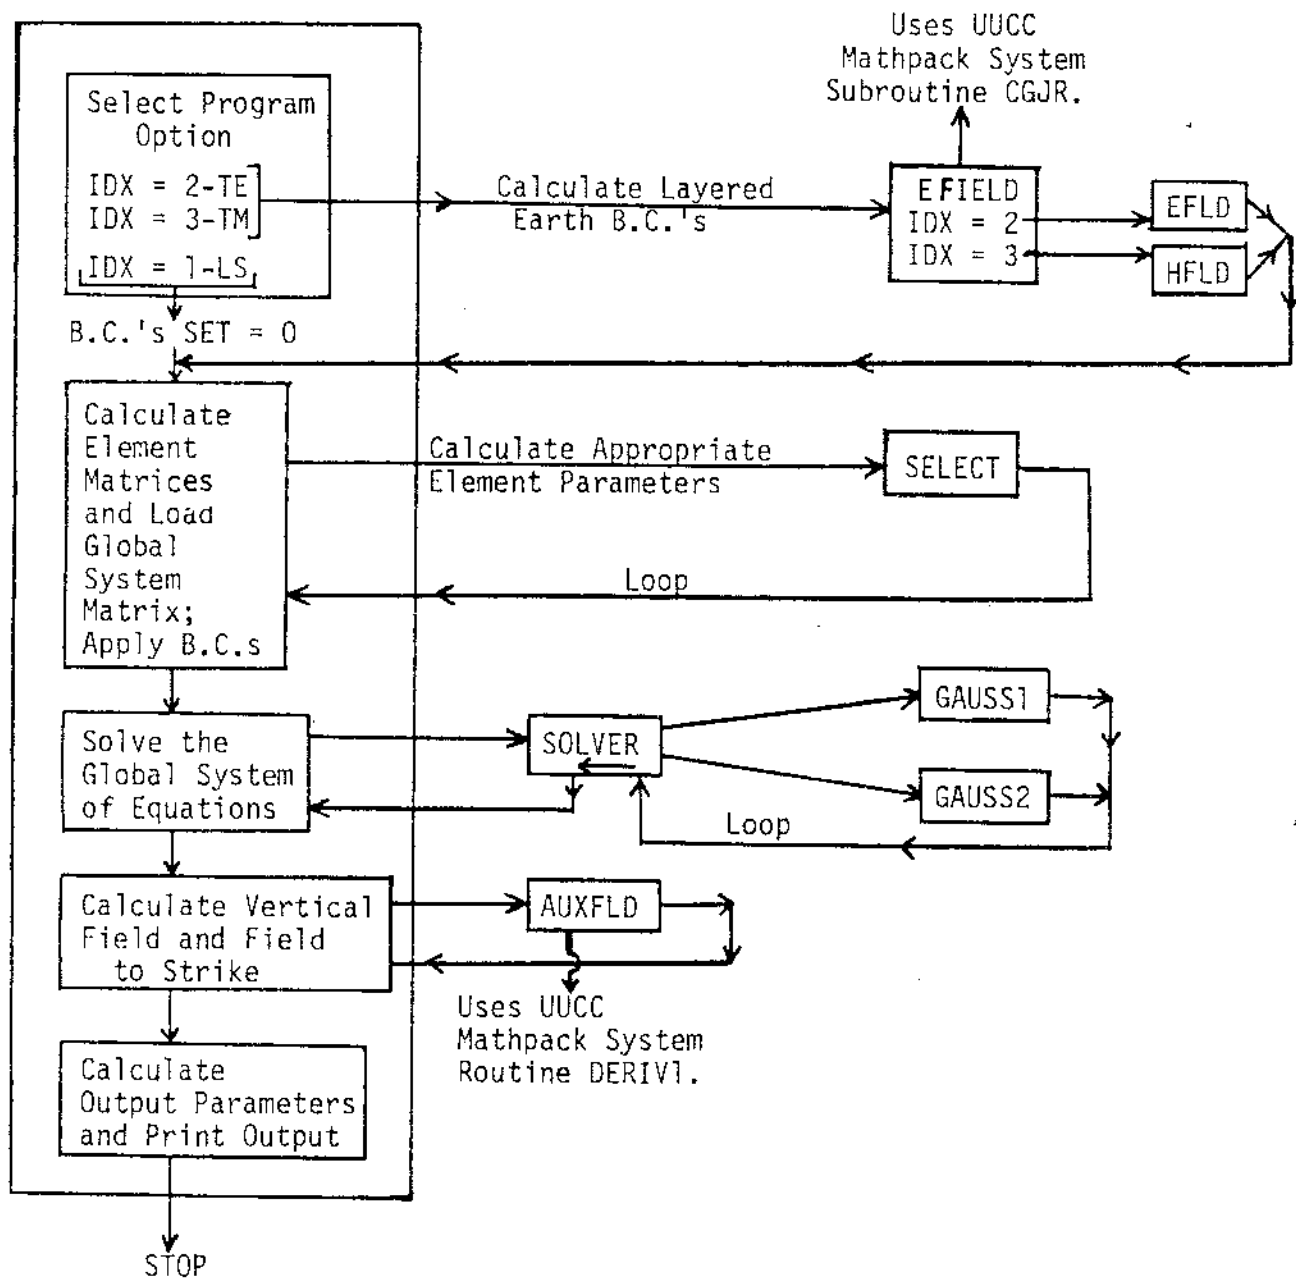 Uses UUCC
Mathpack System
Subroutine CGJR.
Select Program
Option
IDX = 2-TE
IDX = 3-TM
IDX = 1-LS
Calculate Layered
Earth B.C.'s
EFIELD
IDX = 2
IDX = 3
EFLD
HFLD
B.C.'s SET = 0
Calculate
Element
Matrices
and Load
Global
System
Matrix;
Apply B.C.s
Calculate Appropriate
Element Parameters
SELECT
Loop
Solve the
Global System
of Equations
SOLVER
GAUSS1
GAUSS2
Loop
Calculate Vertical
Field and Field
to Strike
AUXFLD
Uses UUCC
Mathpack System
Routine DERIV1.
Calculate
Output Parameters
and Print Output
STOP